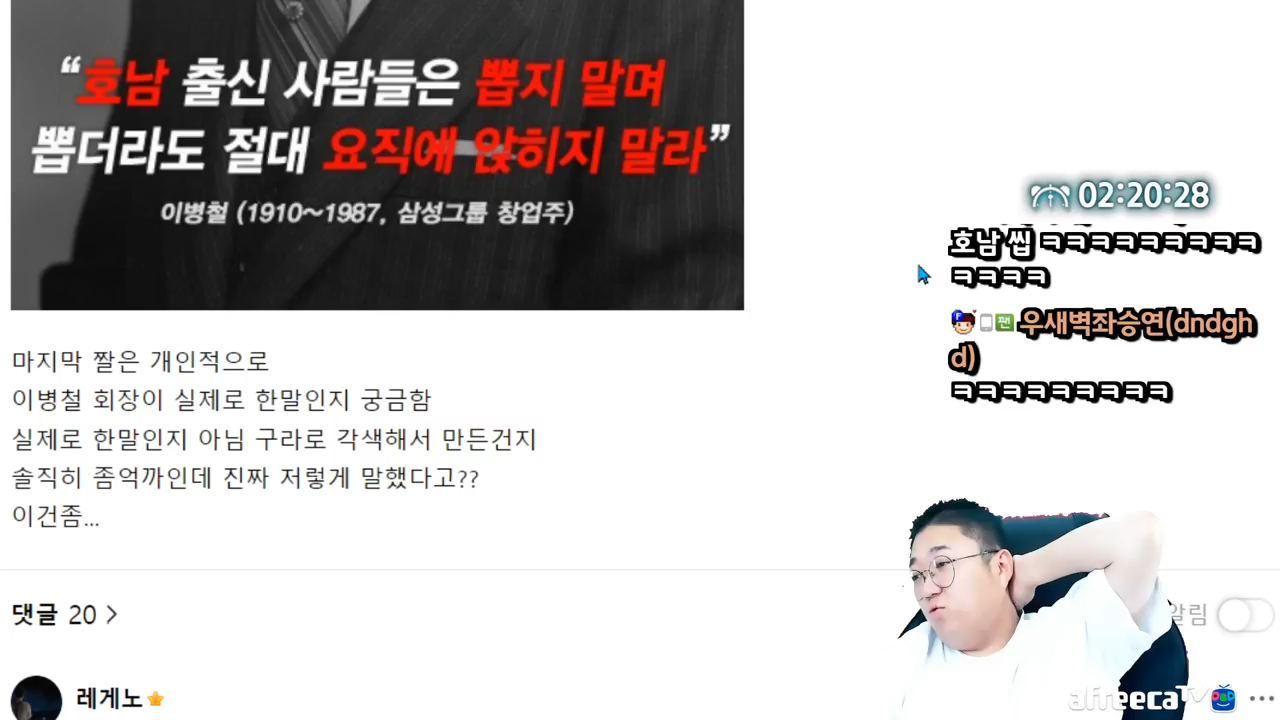 “호남 출신 사람들은 뽑지 말며
뽑더라도 절대 요직에 앉히지 말라”
이병철 (1910~1987, 삼성그룹 창업주)
마지막 짤은 개인적으로
이병철 회장이 실제로 한말인지 궁금함
실제로 한말인지 아님 구라로 각색해서 만든건지
솔직히 좀억까인데 진짜 저렇게 말했다고??
이건좀...
댓글 20 >
알림
레게노
02:20:28
호남 씹 ㅋㅋㅋㅋㅋㅋㅋㅋㅋ
ㅋㅋㅋㅋ
F 팬 우새벽좌승연(dndgh
d)
ㅋㅋㅋㅋㅋㅋㅋㅋㅋ
afreecaTV